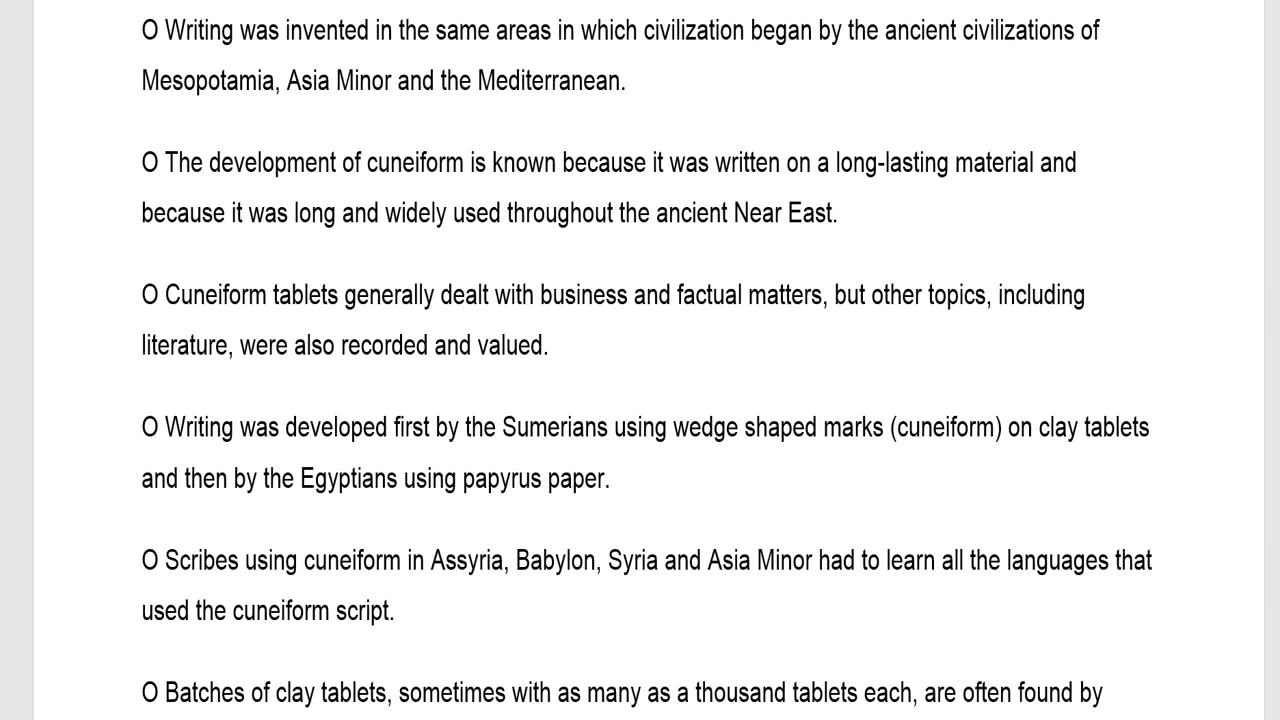 O Writing was invented in the same areas in which civilization began by the ancient civilizations of
Mesopotamia, Asia Minor and the Mediterranean.
O The development of cuneiform is known because it was written on a long-lasting material and
because it was long and widely used throughout the ancient Near East.
O Cuneiform tablets generally dealt with business and factual matters, but other topics, including
literature, were also recorded and valued.
O Writing was developed first by the Sumerians using wedge shaped marks (cuneiform) on clay tablets
and then by the Egyptians using papyrus paper.
O Scribes using cuneiform in Assyria, Babylon, Syria and Asia Minor had to learn all the languages that
used the cuneiform script.
O Batches of clay tablets, sometimes with as many as a thousand tablets each, are often found by